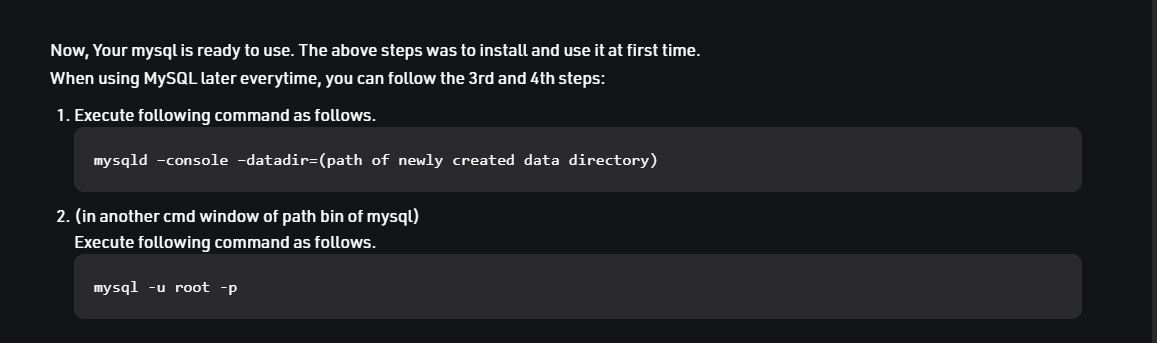 Now, Your mysql is ready to use. The above steps was to install and use it at first time.
When using MySQL later everytime, you can follow the 3rd and 4th steps:
1. Execute following command as follows.
mysqld –console –datadir=(path of newly created data directory)
2. (in another cmd window of path bin of mysql)
Execute following command as follows.
mysql -u root -p